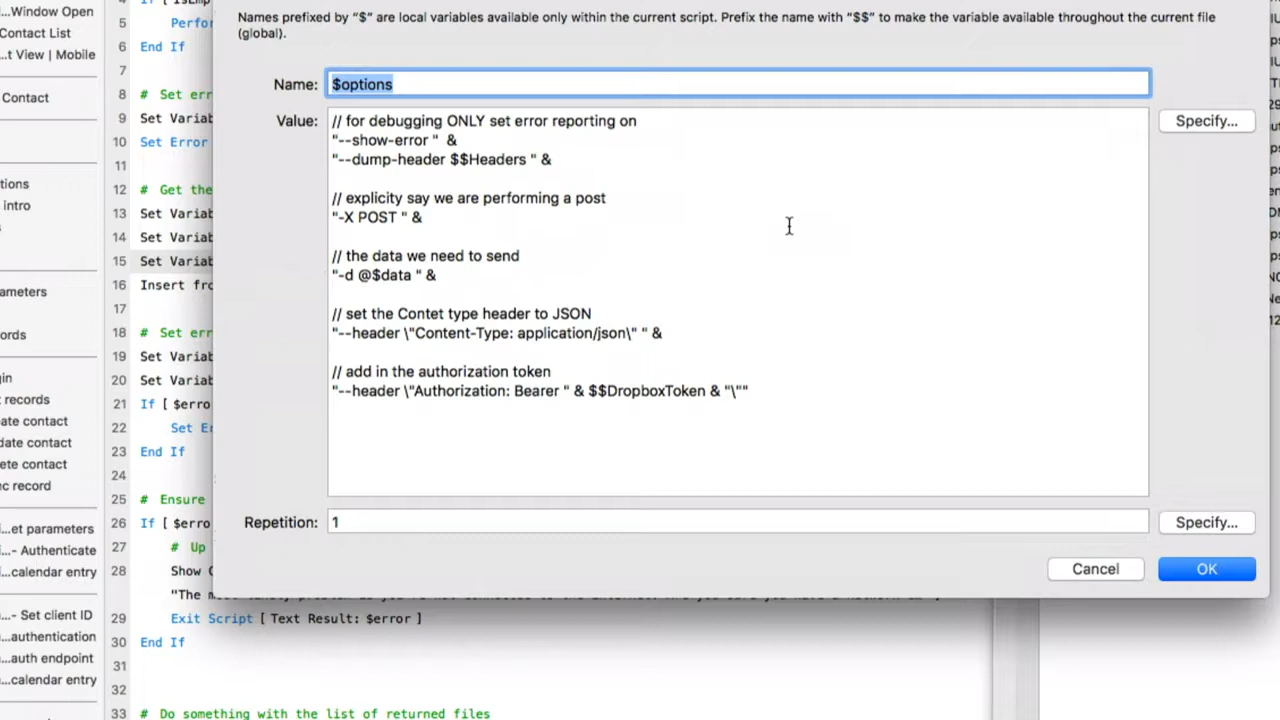 ...Window Open
Contact List
...t View | Mobile
Contact
tions
intro
ameters
ords
gin
records
ate contact
date contact
ete contact
nc record
...et parameters
...- Authenticate
...calendar entry
...- Set client ID
...authentication
...auth endpoint
...calendar entry
4
5 Perfor
6 End If
7
8 # Set err
9 Set Variab
10 Set Error
11
12 # Get the
13 Set Variab
14 Set Variab
15 Set Variab
16 Insert fro
17
18 # Set err
19 Set Variab
20 Set Variab
21 If [ $erro
22 Set Er
23 End If
24
25 # Ensure
26 If [ $erro
27 # Up
28 Show C
29 Exit Script [ Text Result: $error ]
30 End If
31
32
33 # Do something with the list of returned files
Names prefixed by “$” are local variables available only within the current script. Prefix the name with “$$” to make the variable available throughout the current file
(global).
Name: $options
Value: Specify...
// for debugging ONLY set error reporting on
"--show-error " &
"--dump-header $$Headers " &
// explicity say we are performing a post
"-X POST " &
// the data we need to send
"-d @$data " &
// set the Contet type header to JSON
"--header \"Content-Type: application/json\" " &
// add in the authorization token
"--header \"Authorization: Bearer " & $$DropboxToken & "\""
Repetition: 1 Specify...
Cancel OK